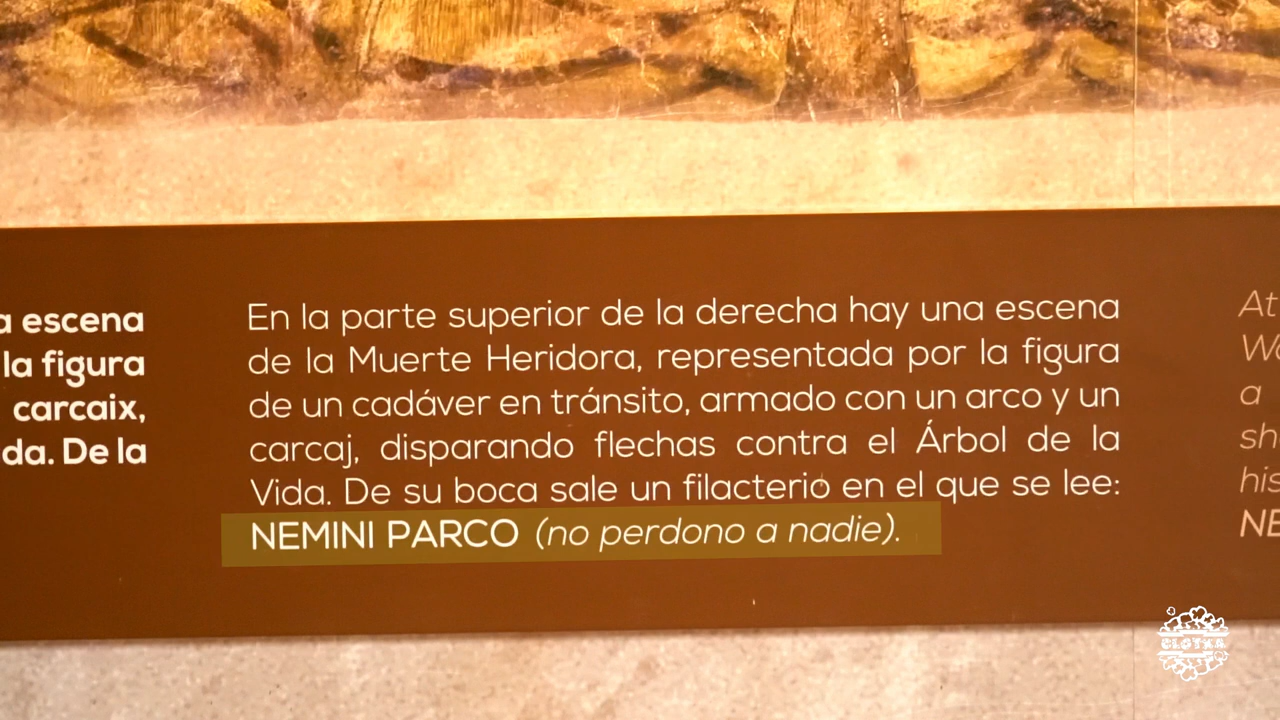 a escena
la figura
carcaix,
da. De la
En la parte superior de la derecha hay una escena
de la Muerte Heridora, representada por la figura
de un cadáver en tránsito, armado con un arco y un
carcaj, disparando flechas contra el Árbol de la
Vida. De su boca sale un filacterio en el que se lee:
NEMINI PARCO (no perdono a nadie).
At
a
sh
his
NE
CLOTKA